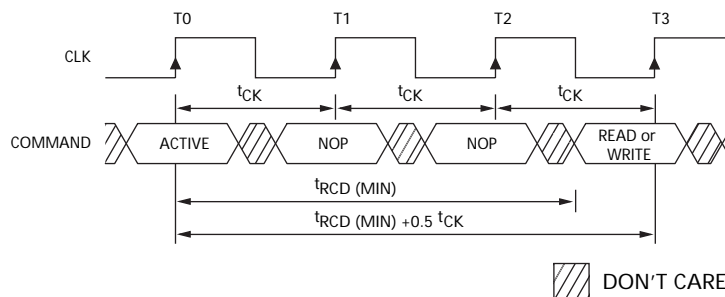 T0 T1 T2 T3
CLK
tCK tCK tCK
COMMAND ACTIVE NOP NOP READ or
WRITE
tRCD (MIN)
tRCD (MIN) +0.5 tCK
DON'T CARE